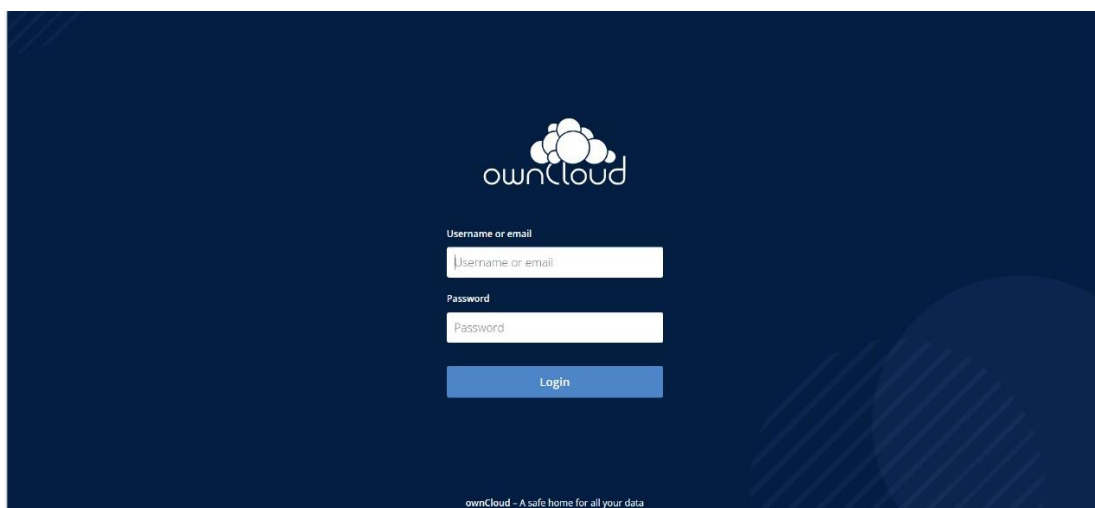 ownCloud
Username or email
Username or email
Password
Password
Login
ownCloud – A safe home for all your data